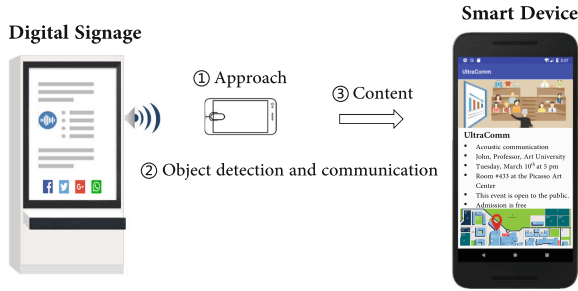 Smart Device
Digital Signage
① Approach
③ Content
② Object detection and communication
5:37
UltraComm
UltraComm
• Acoustic communication
• John, Professor, Art University
• Tuesday, March 10th at 5 pm
• Room #433 at the Picasso Art
Center
• This event is open to the public.
• Admission is free